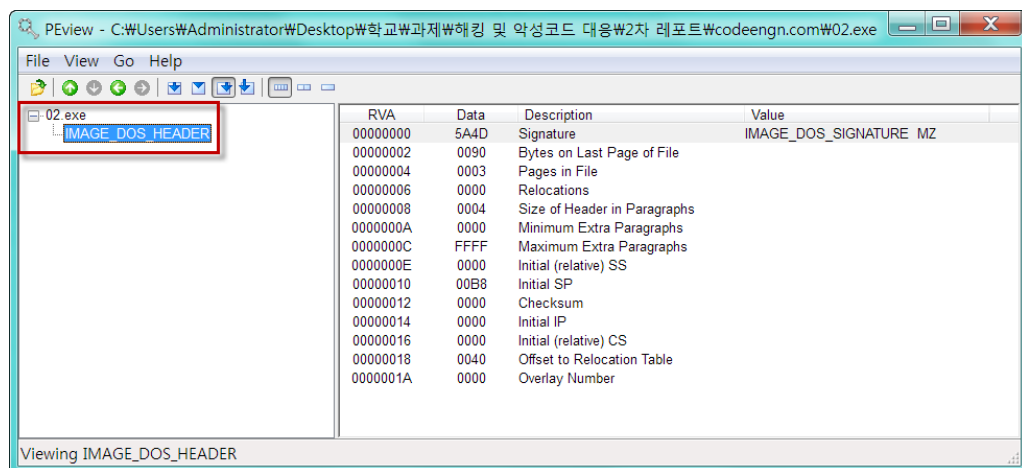 PEview - C:₩Users₩Administrator₩Desktop₩학교₩과제₩해킹 및 악성코드 대응₩2차 레포트₩codeengn.com₩02.exe
File View Go Help
02.exe
IMAGE_DOS_HEADER
RVA Data Description Value
00000000 5A4D Signature IMAGE_DOS_SIGNATURE MZ
00000002 0090 Bytes on Last Page of File
00000004 0003 Pages in File
00000006 0000 Relocations
00000008 0004 Size of Header in Paragraphs
0000000A 0000 Minimum Extra Paragraphs
0000000C FFFF Maximum Extra Paragraphs
0000000E 0000 Initial (relative) SS
00000010 00B8 Initial SP
00000012 0000 Checksum
00000014 0000 Initial IP
00000016 0000 Initial (relative) CS
00000018 0040 Offset to Relocation Table
0000001A 0000 Overlay Number
Viewing IMAGE_DOS_HEADER